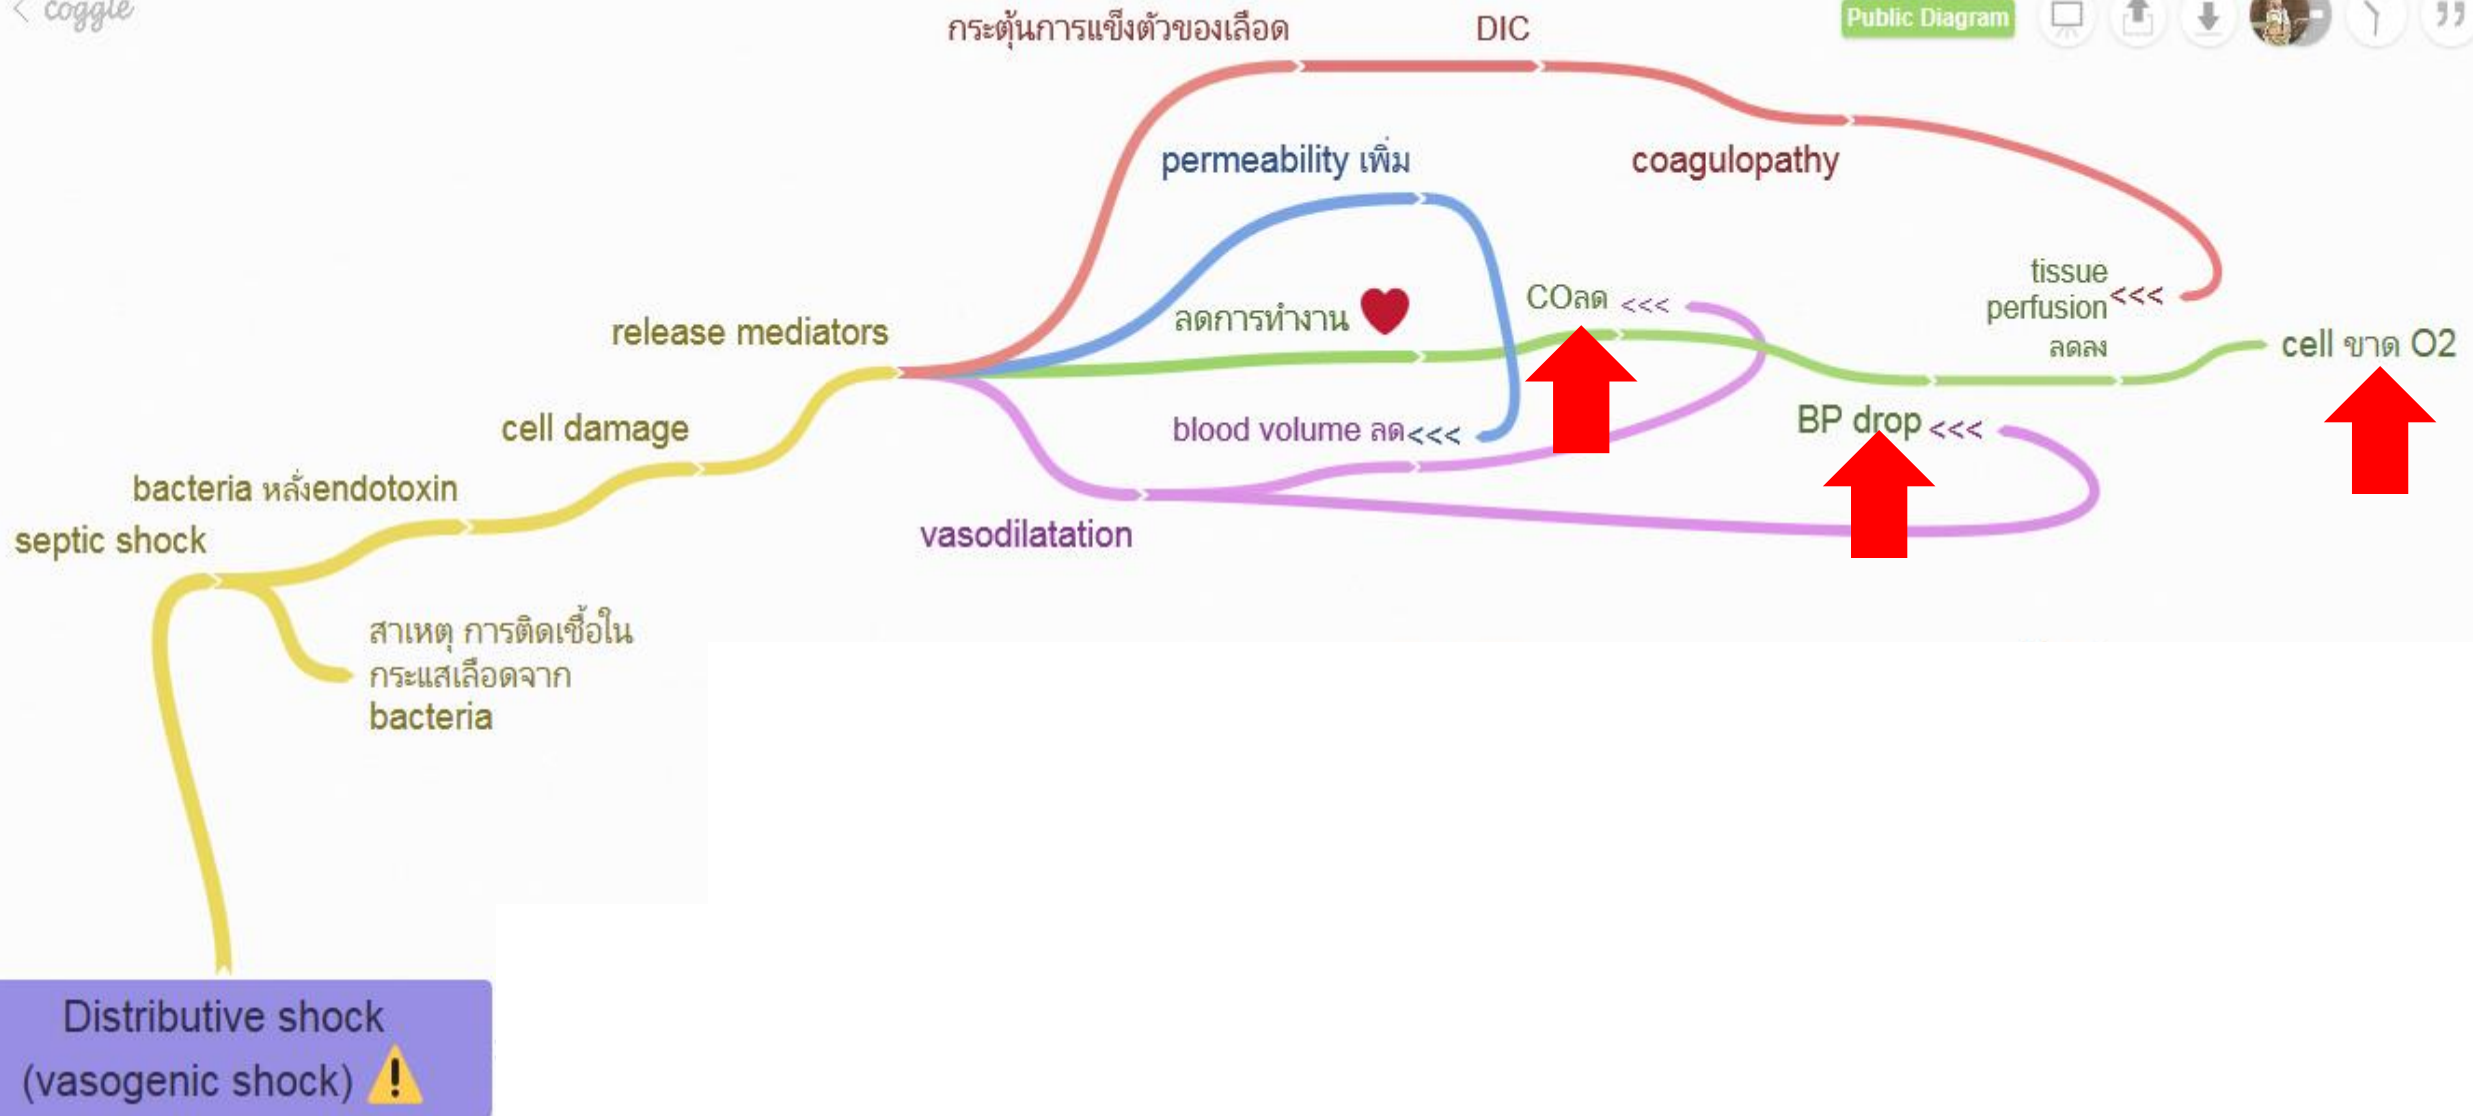 coggle
Public Diagram
กระตุ้นการแข็งตัวของเลือด
DIC
permeability เพิ่ม
coagulopathy
tissue
perfusion<<<
ลดลง
COลด <<<
ลดการทำงาน
release mediators
cell ขาด O2
cell damage
blood volume ลด<<<
BP drop <<<
bacteria หลั่งendotoxin
septic shock
vasodilatation
สาเหตุ การติดเชื้อใน
กระแสเลือดจาก
bacteria
Distributive shock
(vasogenic shock)